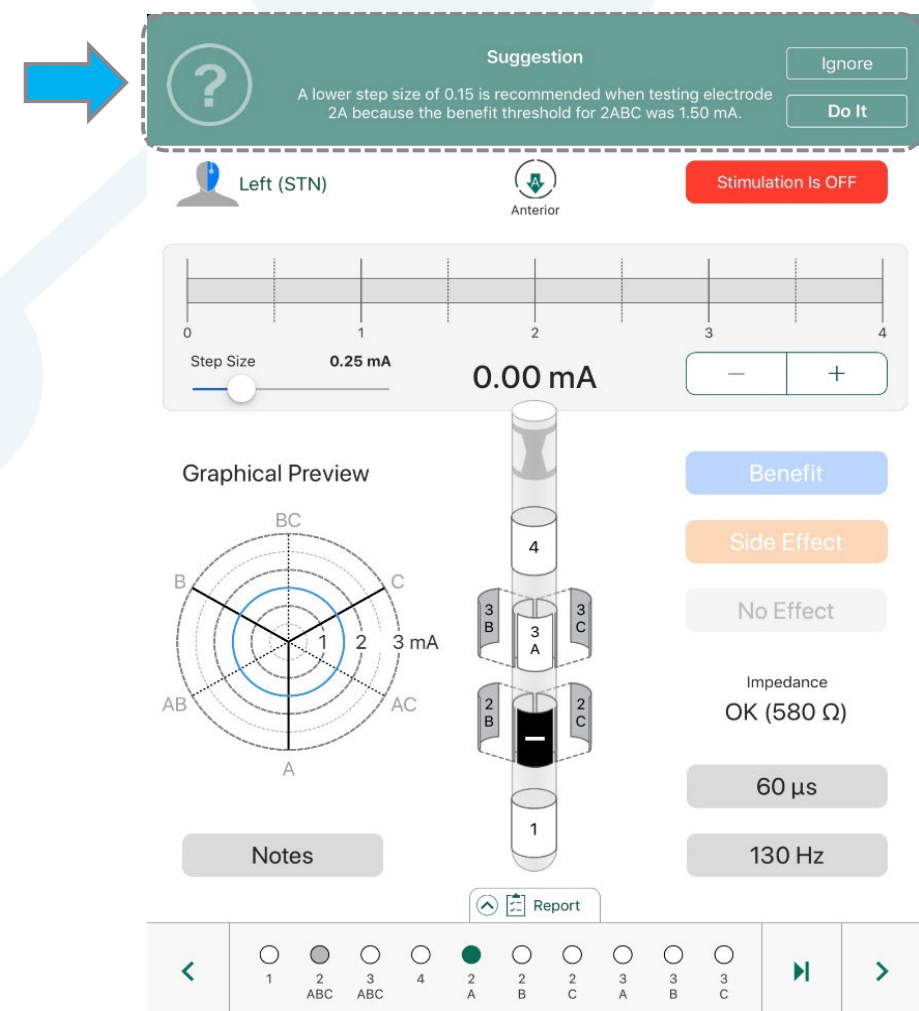 ?
Suggestion
A lower step size of 0.15 is recommended when testing electrode
2A because the benefit threshold for 2ABC was 1.50 mA.
Ignore
Do It
Left (STN)
A
Anterior
Stimulation Is OFF
0 1 2 3 4
Step Size 0.25 mA
0.00 mA
− +
Graphical Preview
BC
B C
1 2 3 mA
AB AC
A
4
3 B
3 A
3 C
2 B
2 C
1
Benefit
Side Effect
No Effect
Impedance
OK (580 Ω)
60 µs
130 Hz
Notes
Report
1
2 ABC
3 ABC
4
2 A
2 B
2 C
3 A
3 B
3 C